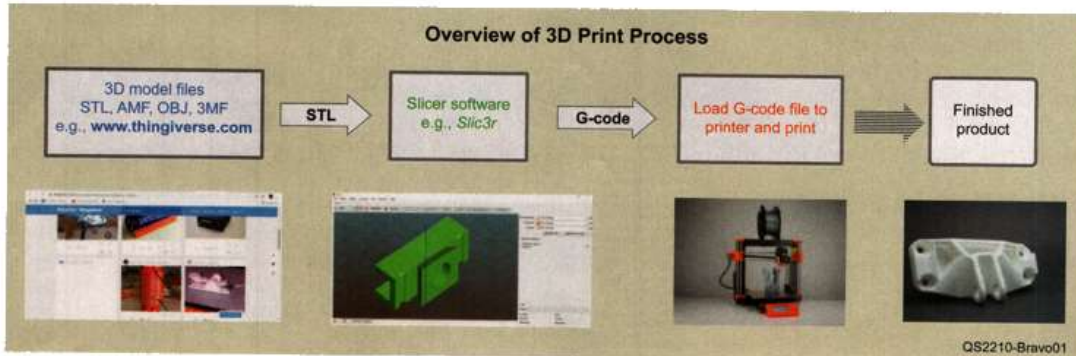 Overview of 3D Print Process
3D model files
STL, AMF, OBJ, 3MF
e.g., www.thingiverse.com
STL
Slicer software
e.g., Slic3r
G-code
Load G-code file to
printer and print
Finished
product
QS2210-Bravo01